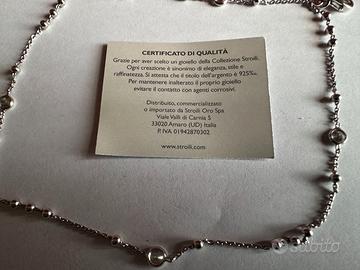 CERTIFICATO DI QUALITÀ
Grazie per aver scelto un gioiello della Collezione Stroili.
Ogni creazione è sinonimo di eleganza, stile e
raffinatezza. Si attesta che il titolo dell'argento è 925‰.
Per mantenere inalterato il proprio gioiello
evitare il contatto con agenti corrosivi.
Distribuito, commercializzato
o importato da Stroili Oro Spa
Viale Valli di Carnia 5
33020 Amaro (UD) Italia
P. IVA 01942870302
www.stroili.com
subito